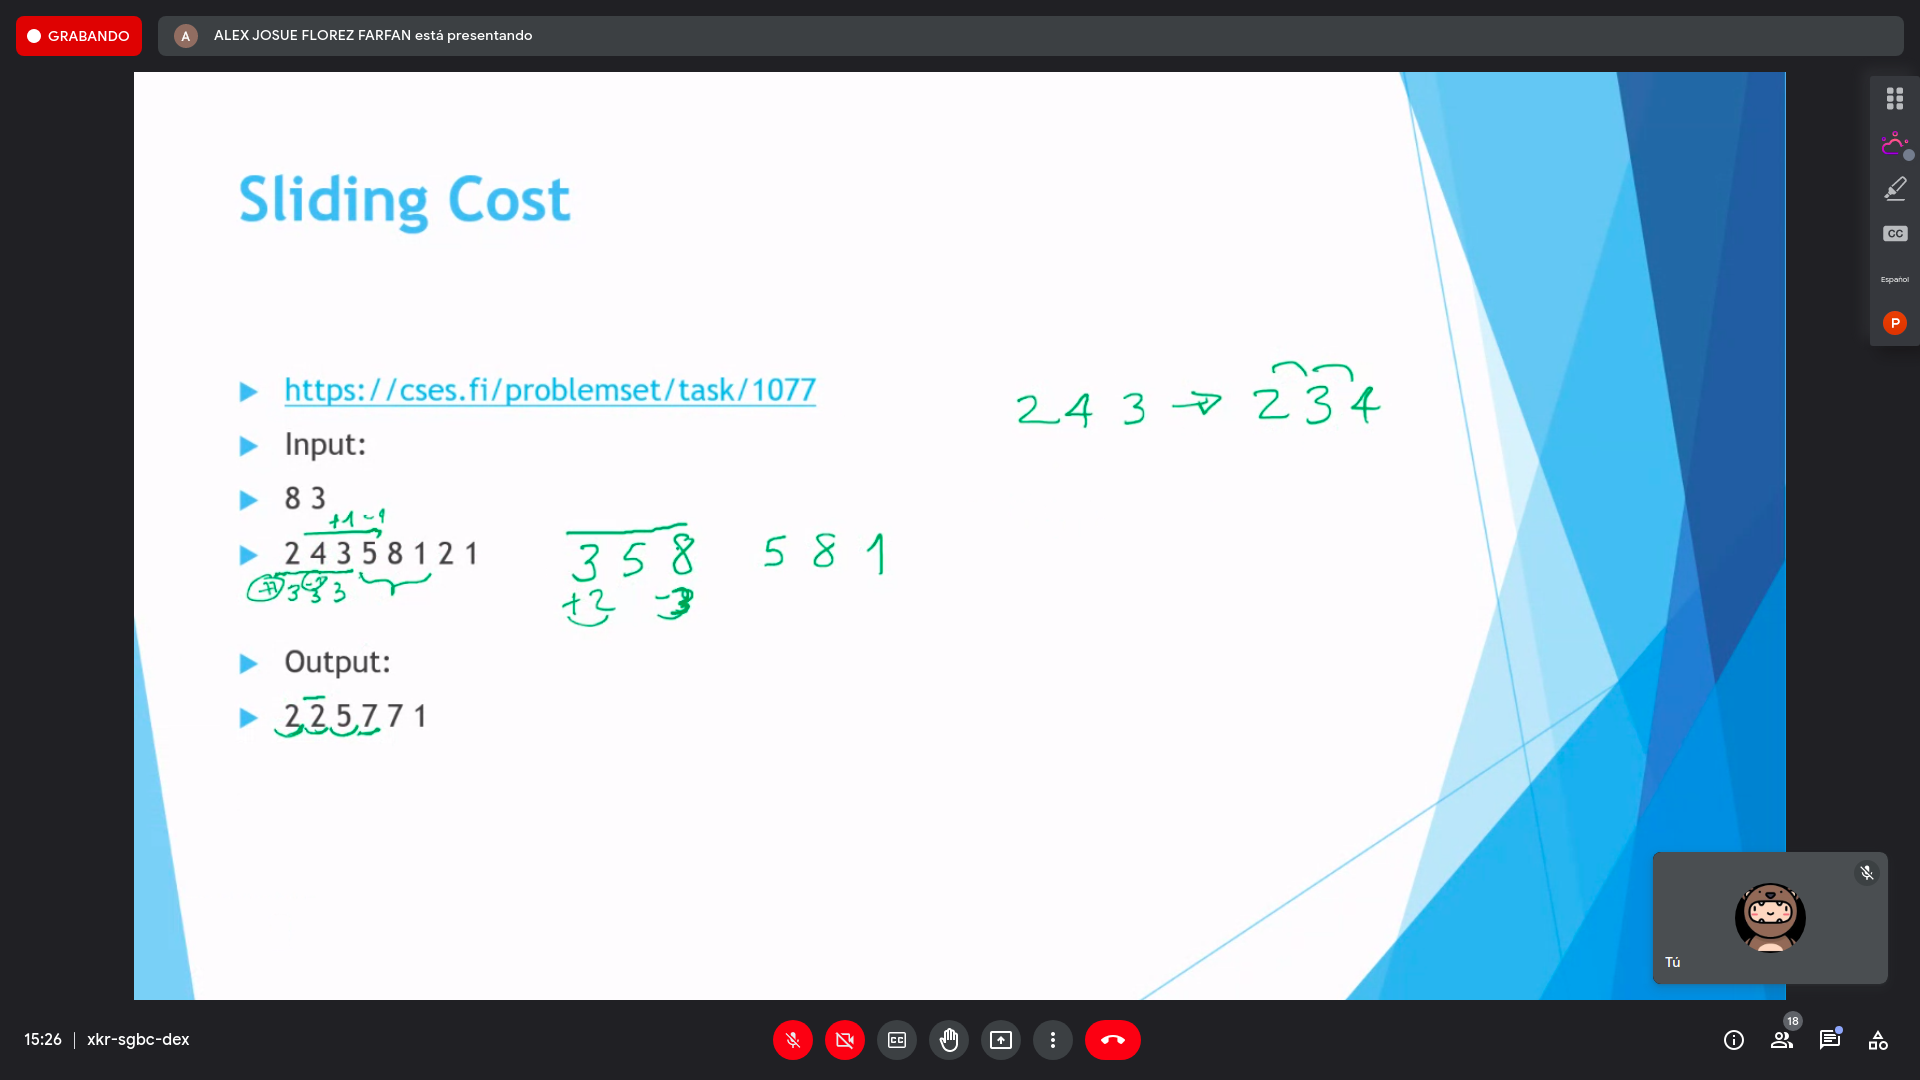 GRABANDO
A ALEX JOSUE FLOREZ FARFAN está presentando
Sliding Cost
CC
Español
P
https://cses.fi/problemset/task/1077
2 4 3 → 2 3 4
Input:
8 3
+1 -1
2 4 3 5 8 1 2 1
3 5 8 5 8 1
+1 3 3 3
+2 -3
Output:
2 2 5 7 7 1
Tú
15:26 | xkr-sgbc-dex
CC
18